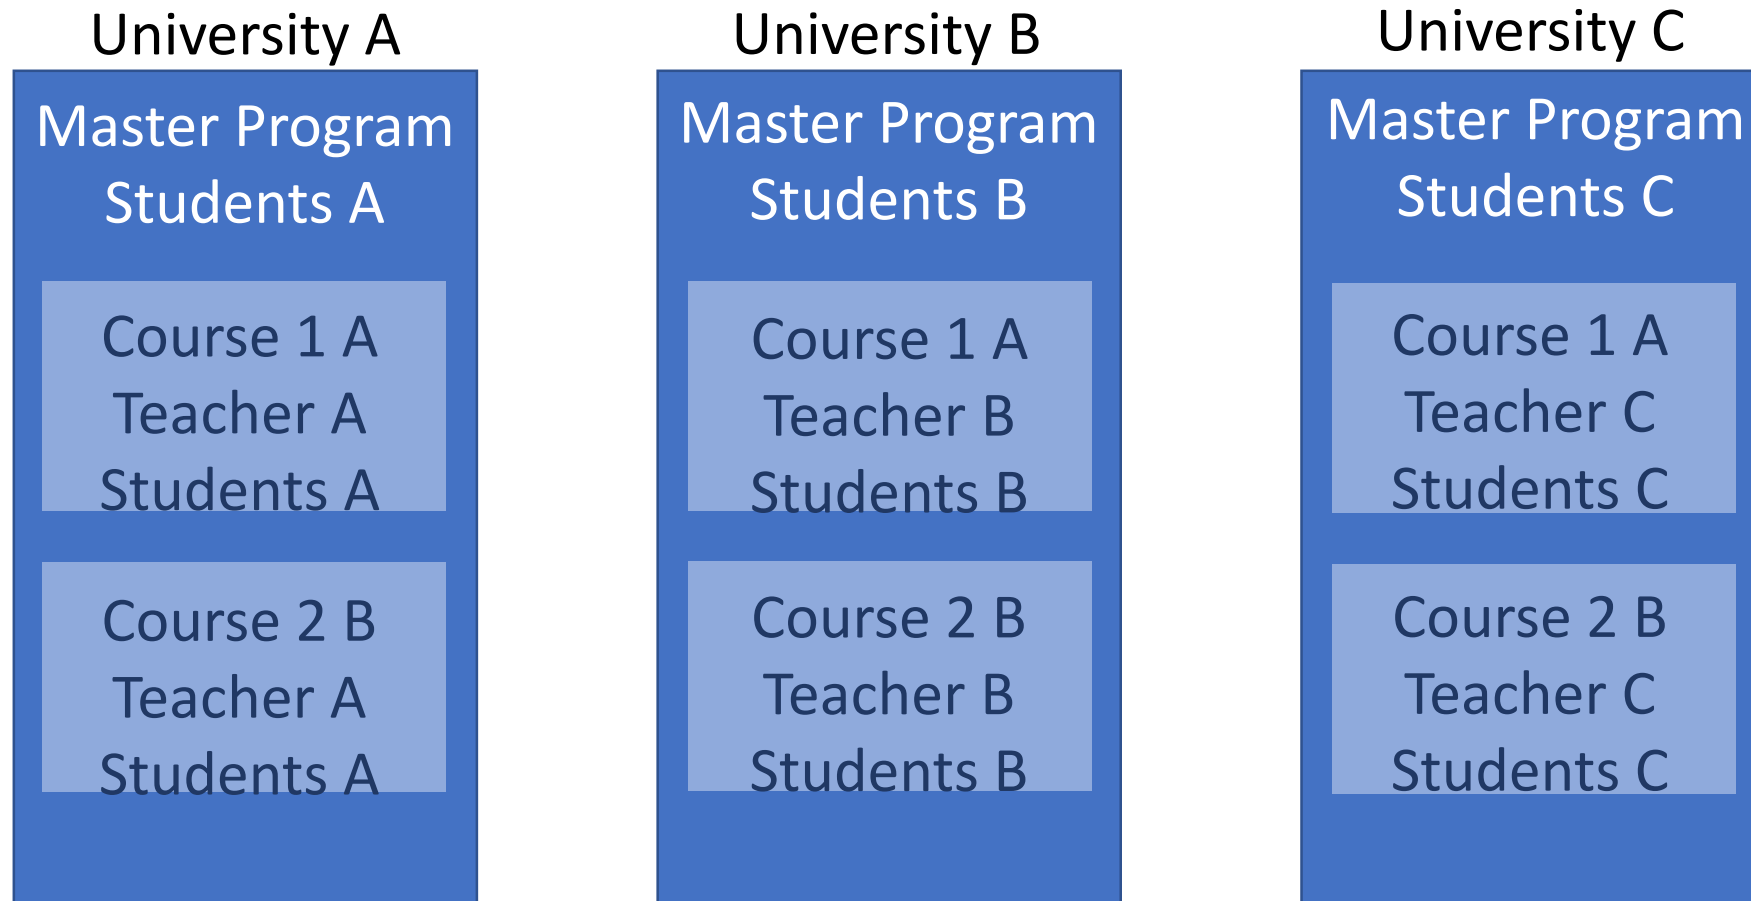 University A
Master Program
Students A
Course 1 A
Teacher A
Students A
Course 2 B
Teacher A
Students A
University B
Master Program
Students B
Course 1 A
Teacher B
Students B
Course 2 B
Teacher B
Students B
University C
Master Program
Students C
Course 1 A
Teacher C
Students C
Course 2 B
Teacher C
Students C